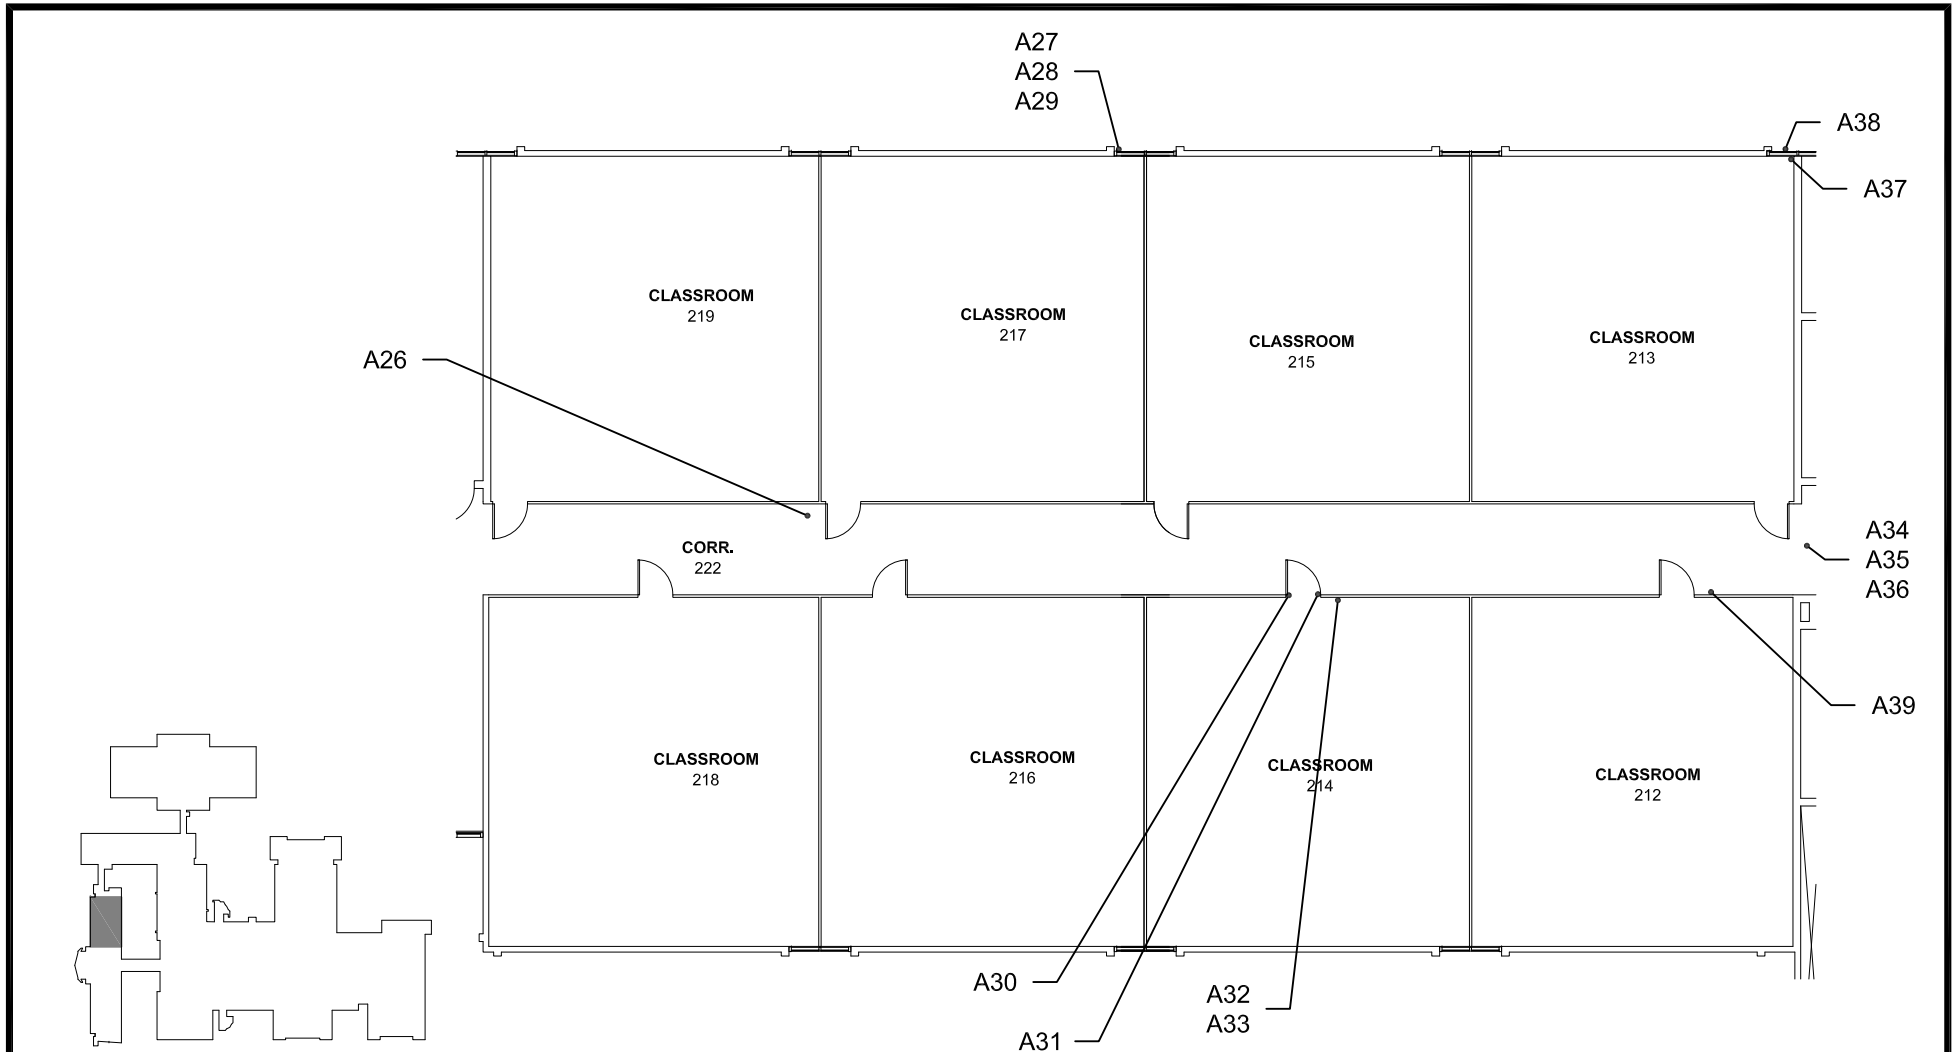 A27
A28
A29
A38
A37
CLASSROOM
219
CLASSROOM
217
CLASSROOM
215
CLASSROOM
213
A26
CORR.
222
A34
A35
A36
A39
CLASSROOM
218
CLASSROOM
216
CLASSROOM
214
CLASSROOM
212
A30
A32
A33
A31